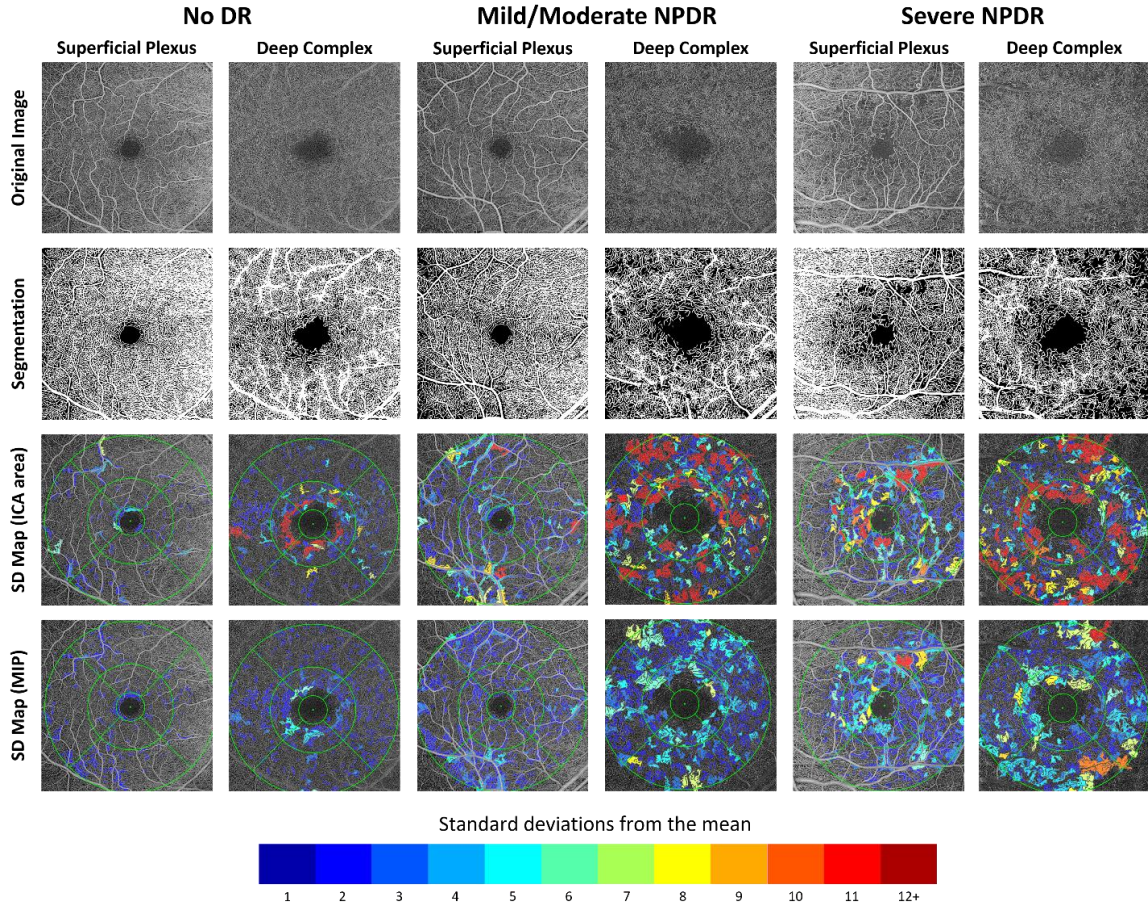 No DR Mild/Moderate NPDR Severe NPDR
Superficial Plexus Deep Complex Superficial Plexus Deep Complex Superficial Plexus Deep Complex
Original Image
Segmentation
SD Map (ICA area)
SD Map (MIP)
Standard deviations from the mean
1 2 3 4 5 6 7 8 9 10 11 12+